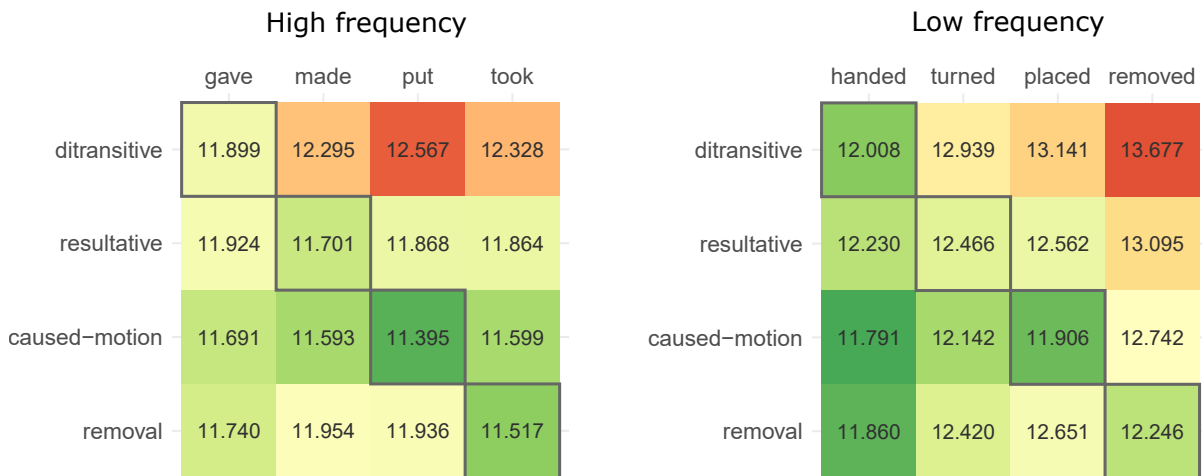 High frequency
gave made put took
ditransitive 11.899 12.295 12.567 12.328
resultative 11.924 11.701 11.868 11.864
caused−motion 11.691 11.593 11.395 11.599
removal 11.740 11.954 11.936 11.517
Low frequency
handed turned placed removed
ditransitive 12.008 12.939 13.141 13.677
resultative 12.230 12.466 12.562 13.095
caused−motion 11.791 12.142 11.906 12.742
removal 11.860 12.420 12.651 12.246